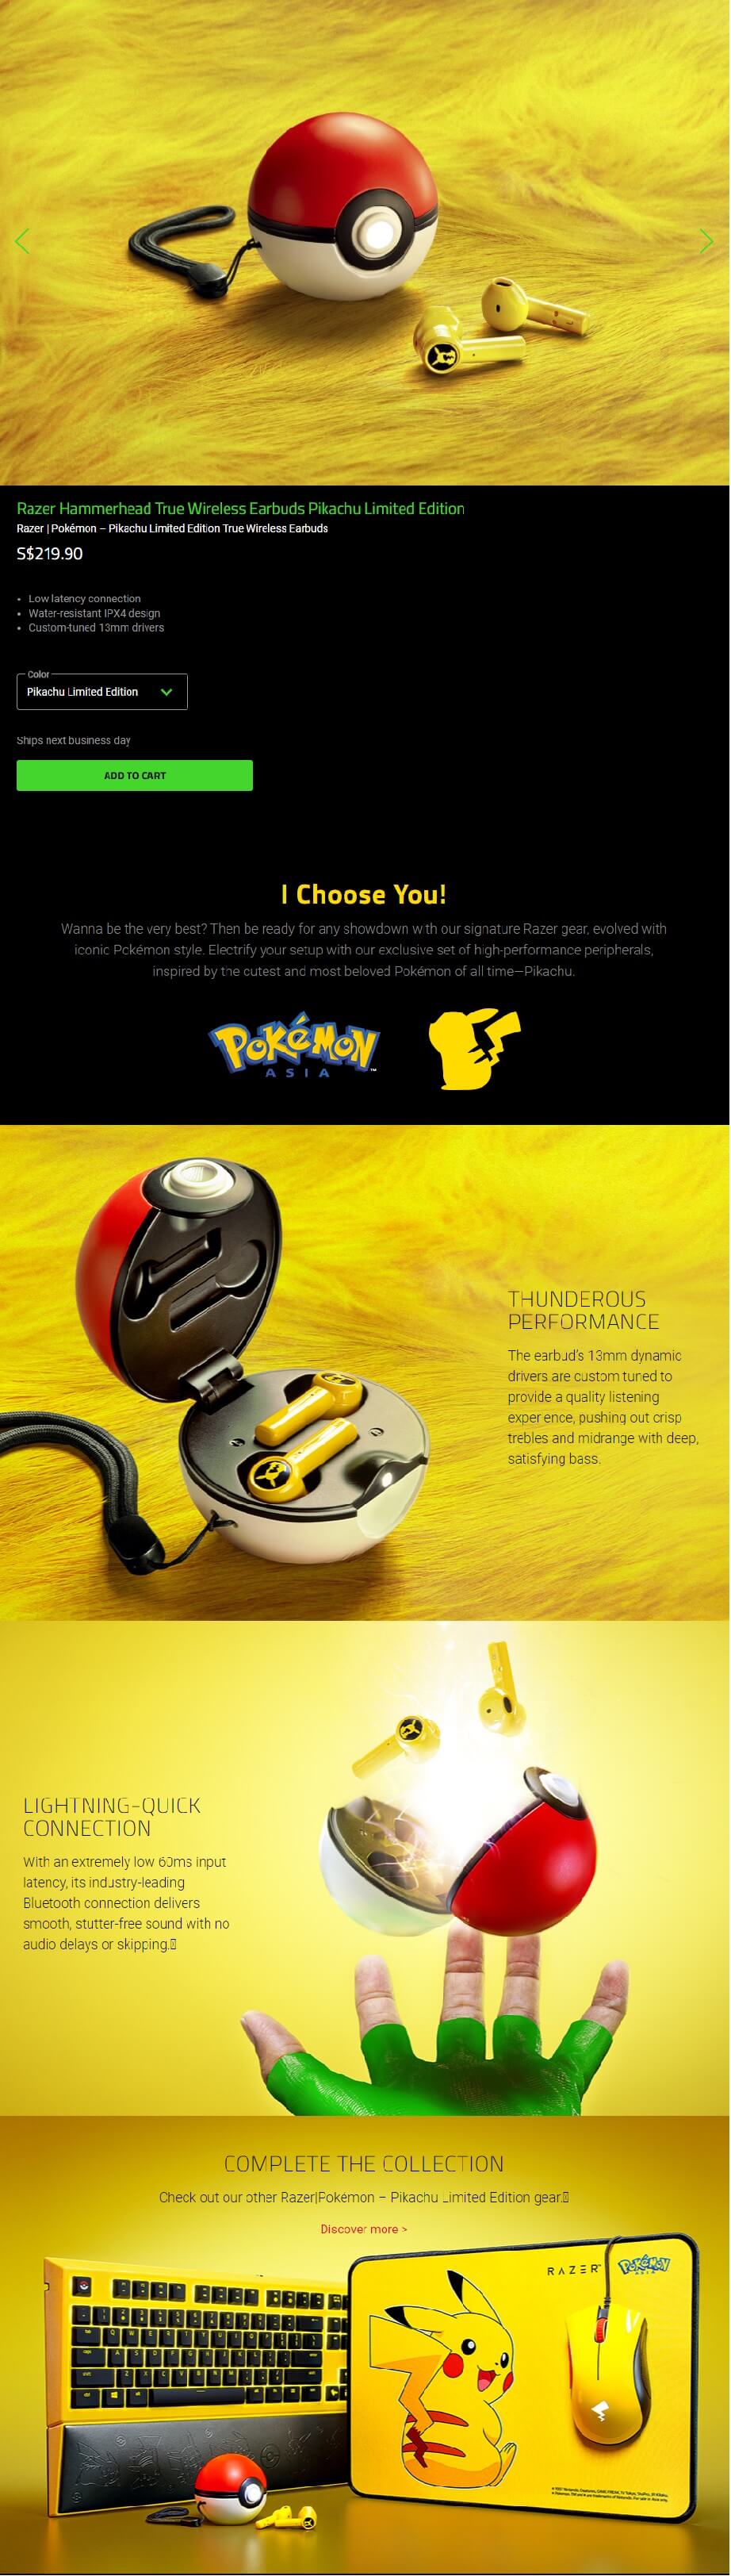 Razer Hammerhead True Wireless Earbuds Pikachu Limited Edition
Razer | Pokémon – Pikachu Limited Edition True Wireless Earbuds
S$219.90
• Low latency connection
• Water-resistant IPX4 design
• Custom-tuned 13mm drivers
Color
Pikachu Limited Edition
Ships next business day
ADD TO CART
I Choose You!
Wanna be the very best? Then be ready for any showdown with our signature Razer gear, evolved with
iconic Pokémon style. Electrify your setup with our exclusive set of high-performance peripherals,
inspired by the cutest and most beloved Pokémon of all time—Pikachu.
POKÉMON
ASIA
THUNDEROUS
PERFORMANCE
The earbud's 13mm dynamic
drivers are custom tuned to
provide a quality listening
experience, pushing out crisp
trebles and midrange with deep,
satisfying bass.
LIGHTNING-QUICK
CONNECTION
With an extremely low 60ms input
latency, its industry-leading
Bluetooth connection delivers
smooth, stutter-free sound with no
audio delays or skipping.
COMPLETE THE COLLECTION
Check out our other Razer|Pokémon – Pikachu Limited Edition gear.
Discover more >
RAZER
POKÉMON
ASIA